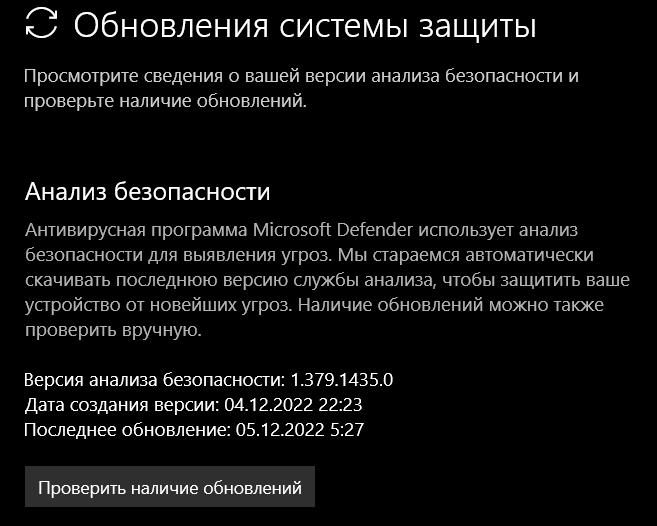 Обновления системы защиты
Просмотрите сведения о вашей версии анализа безопасности и
проверьте наличие обновлений.
Анализ безопасности
Антивирусная программа Microsoft Defender использует анализ
безопасности для выявления угроз. Мы стараемся автоматически
скачивать последнюю версию службы анализа, чтобы защитить ваше
устройство от новейших угроз. Наличие обновлений можно также
проверить вручную.
Версия анализа безопасности: 1.379.1435.0
Дата создания версии: 04.12.2022 22:23
Последнее обновление: 05.12.2022 5:27
Проверить наличие обновлений